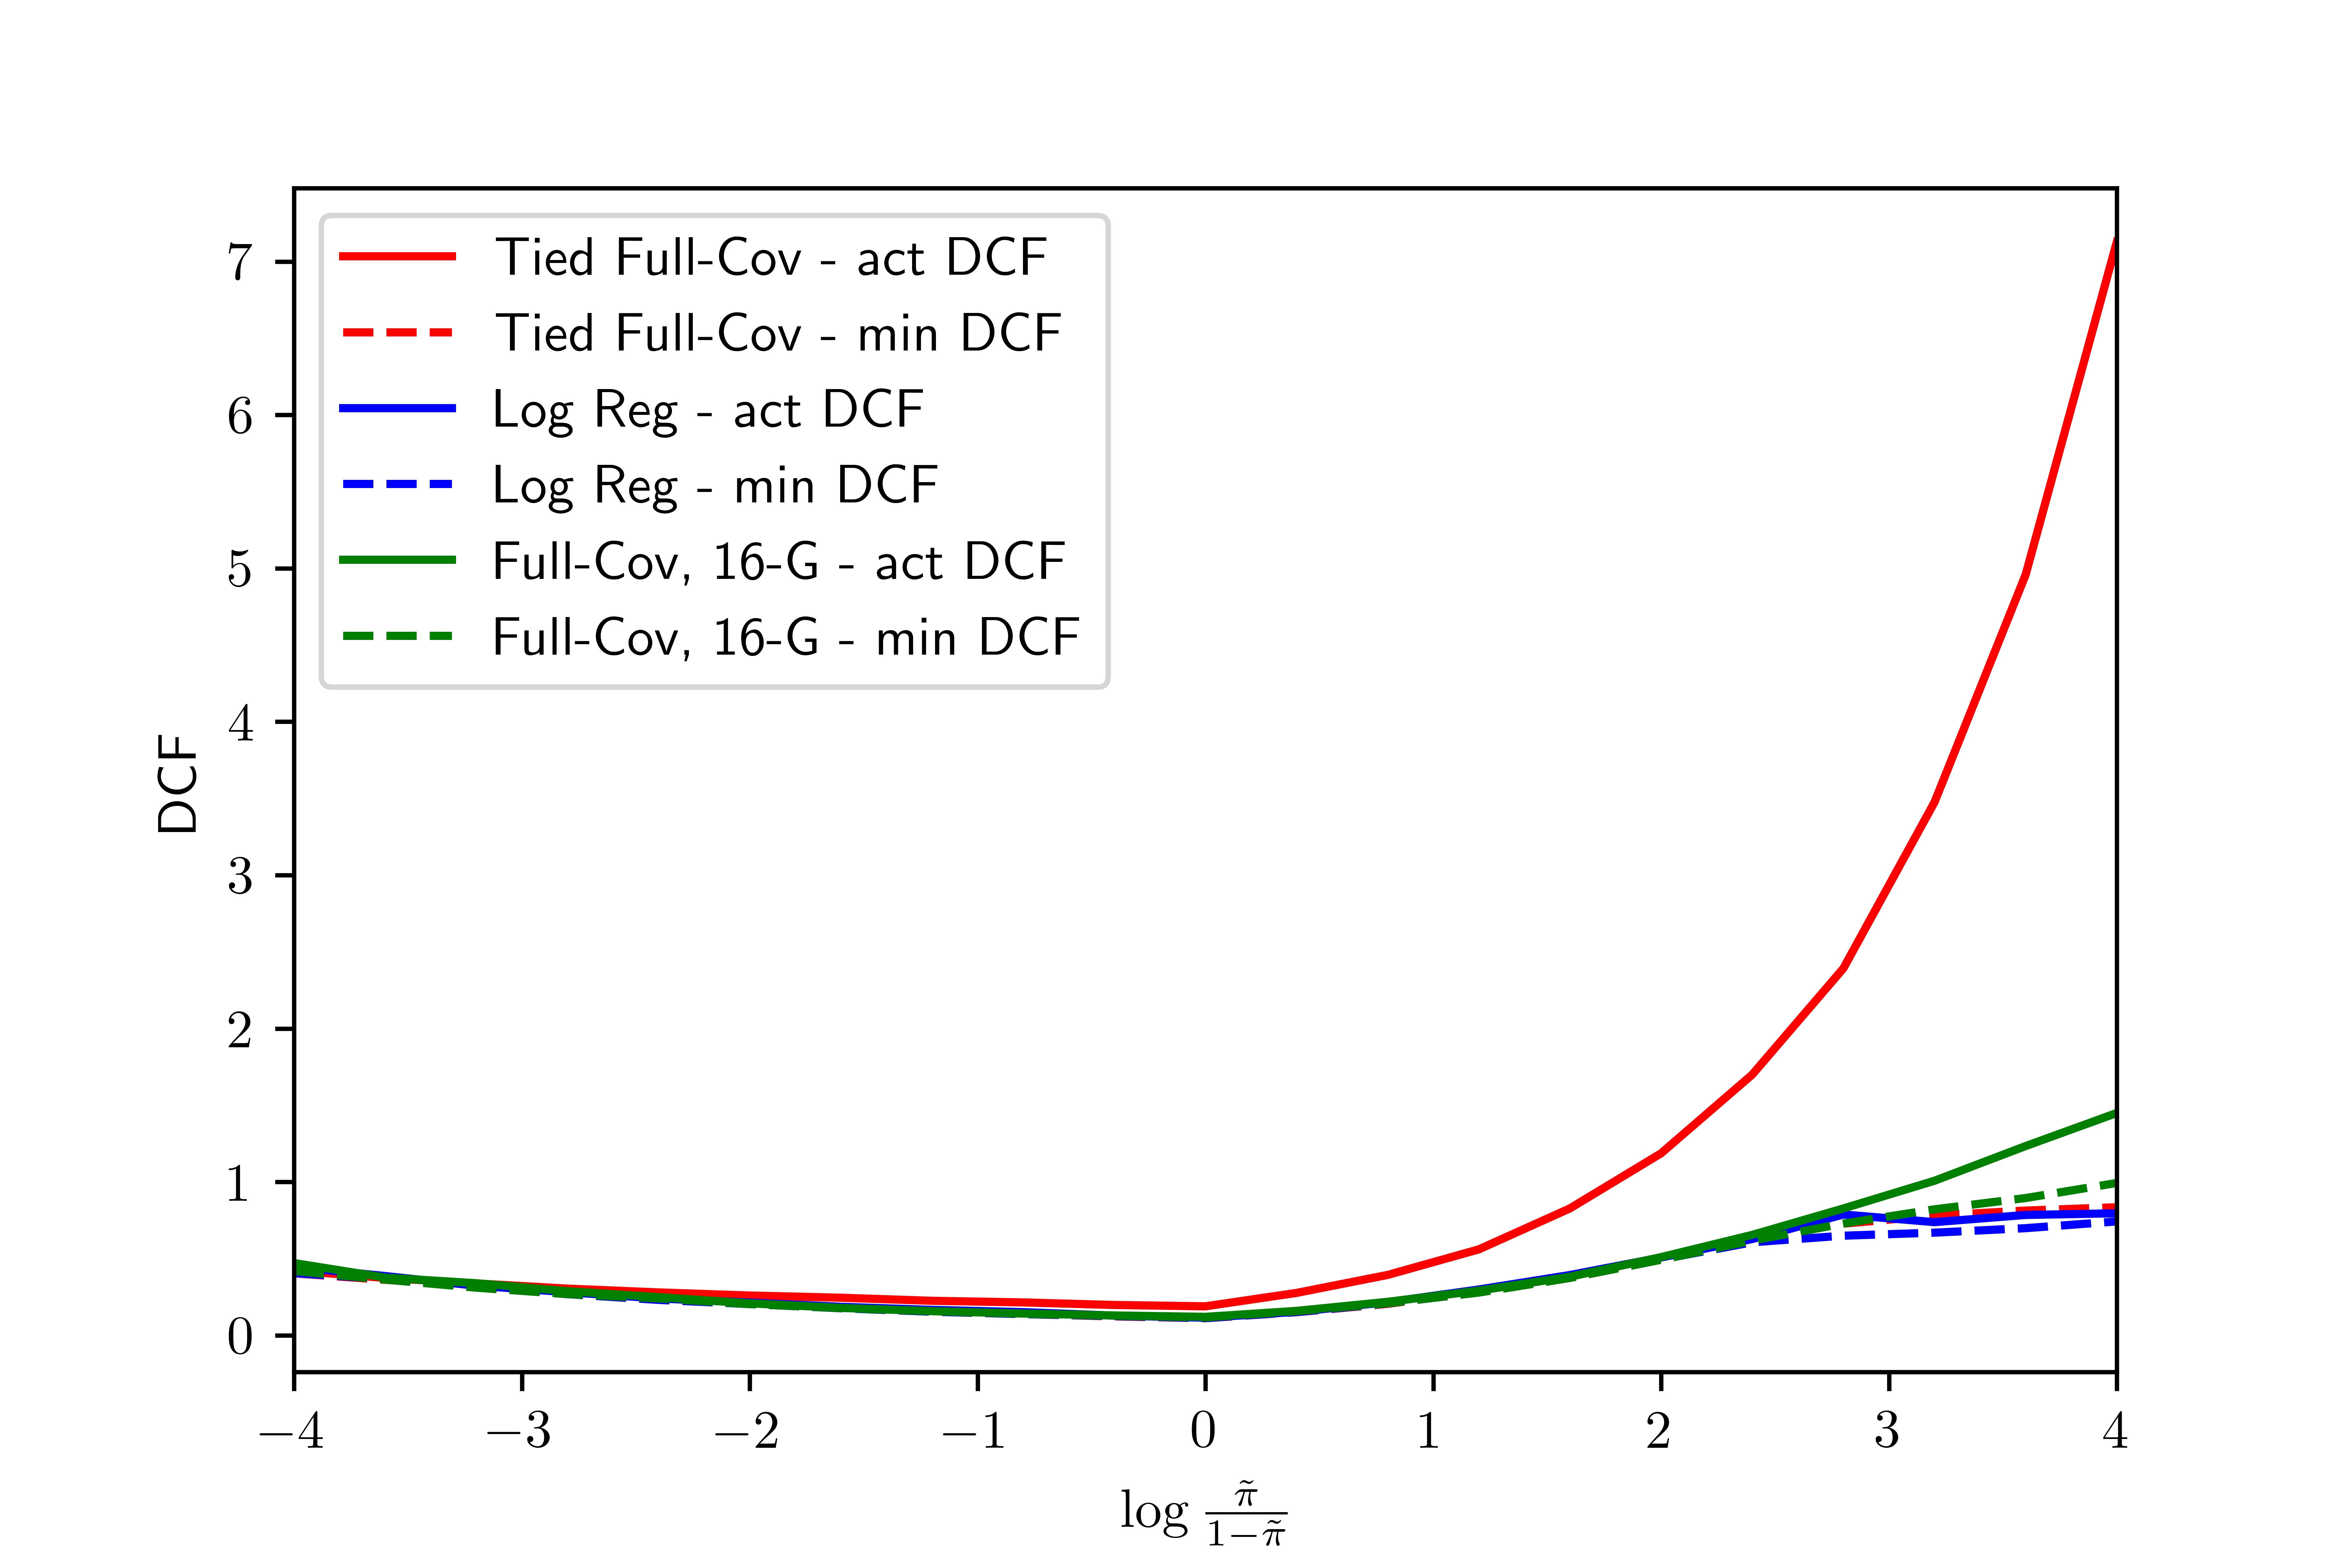 Tied Full-Cov - act DCF
Tied Full-Cov - min DCF
Log Reg - act DCF
Log Reg - min DCF
Full-Cov, 16-G - act DCF
Full-Cov, 16-G - min DCF
7
6
5
4
3
2
1
0
DCF
−4 −3 −2 −1 0 1 2 3 4
log π̃/(1−π̃)